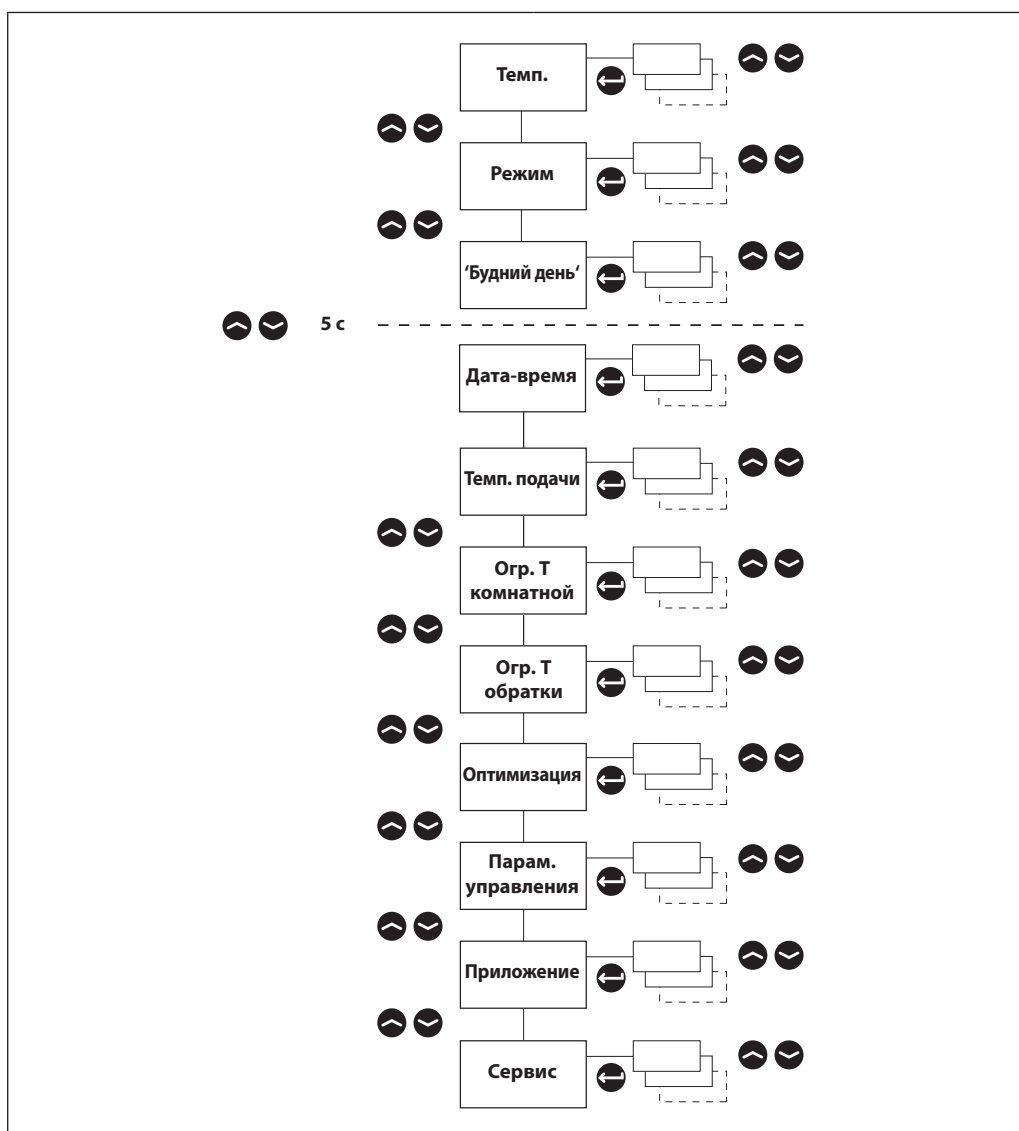 Темп.
Режим
‘Будний день‘
5 с
Дата-время
Темп. подачи
Огр. Т
комнатной
Огр. Т
обратки
Оптимизация
Парам.
управления
Приложение
Сервис